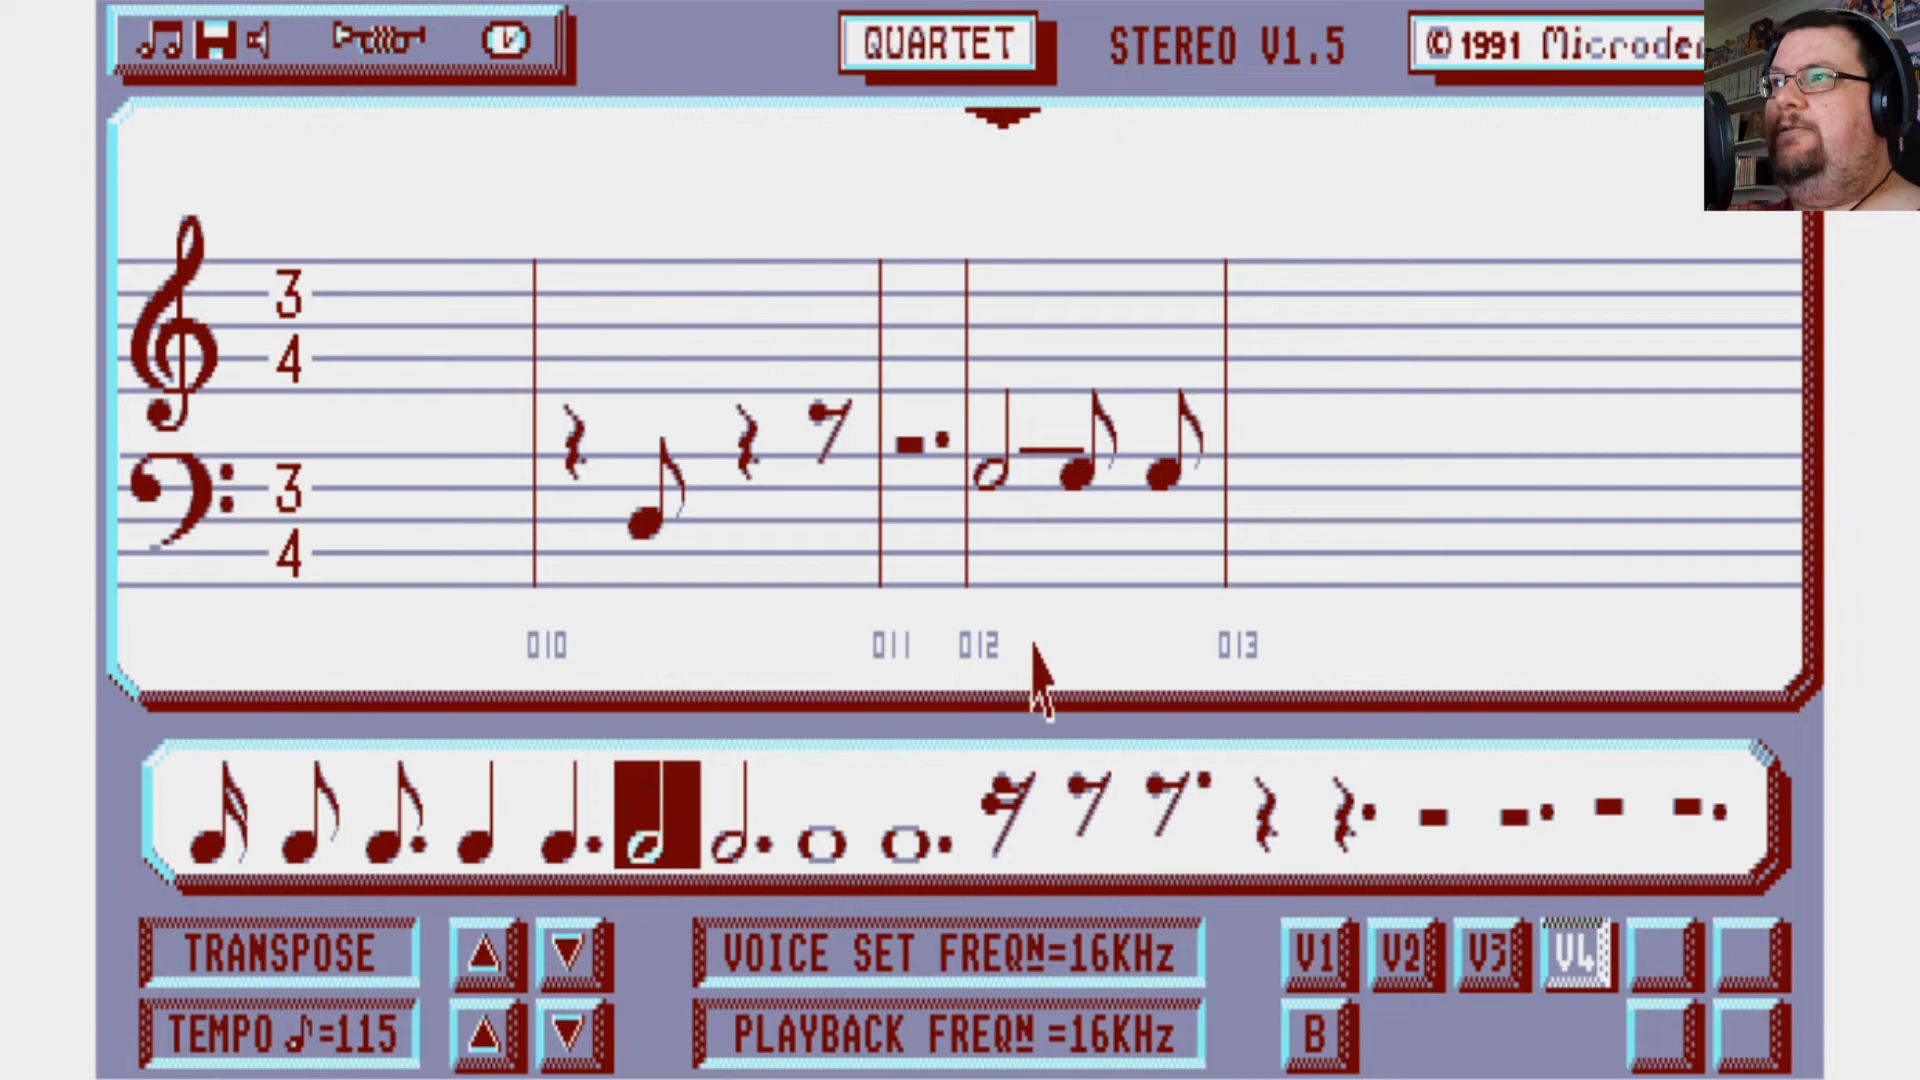 QUARTET STEREO V1.5 © 1991 Microde
3 3
4 4
010 011 012 013
TRANSPOSE VOICE SET FREQN=16KHz V1 V2 V3 V4
TEMPO ♪=115 PLAYBACK FREQN =16KHz B